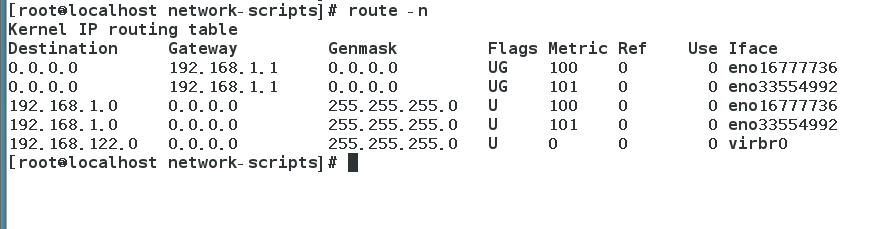 [root@localhost network-scripts]# route -n
Kernel IP routing table
Destination     Gateway         Genmask         Flags Metric Ref    Use Iface
0.0.0.0         192.168.1.1     0.0.0.0         UG    100    0        0 eno16777736
0.0.0.0         192.168.1.1     0.0.0.0         UG    101    0        0 eno33554992
192.168.1.0     0.0.0.0         255.255.255.0   U     100    0        0 eno16777736
192.168.1.0     0.0.0.0         255.255.255.0   U     101    0        0 eno33554992
192.168.122.0   0.0.0.0         255.255.255.0   U     0      0        0 virbr0
[root@localhost network-scripts]#